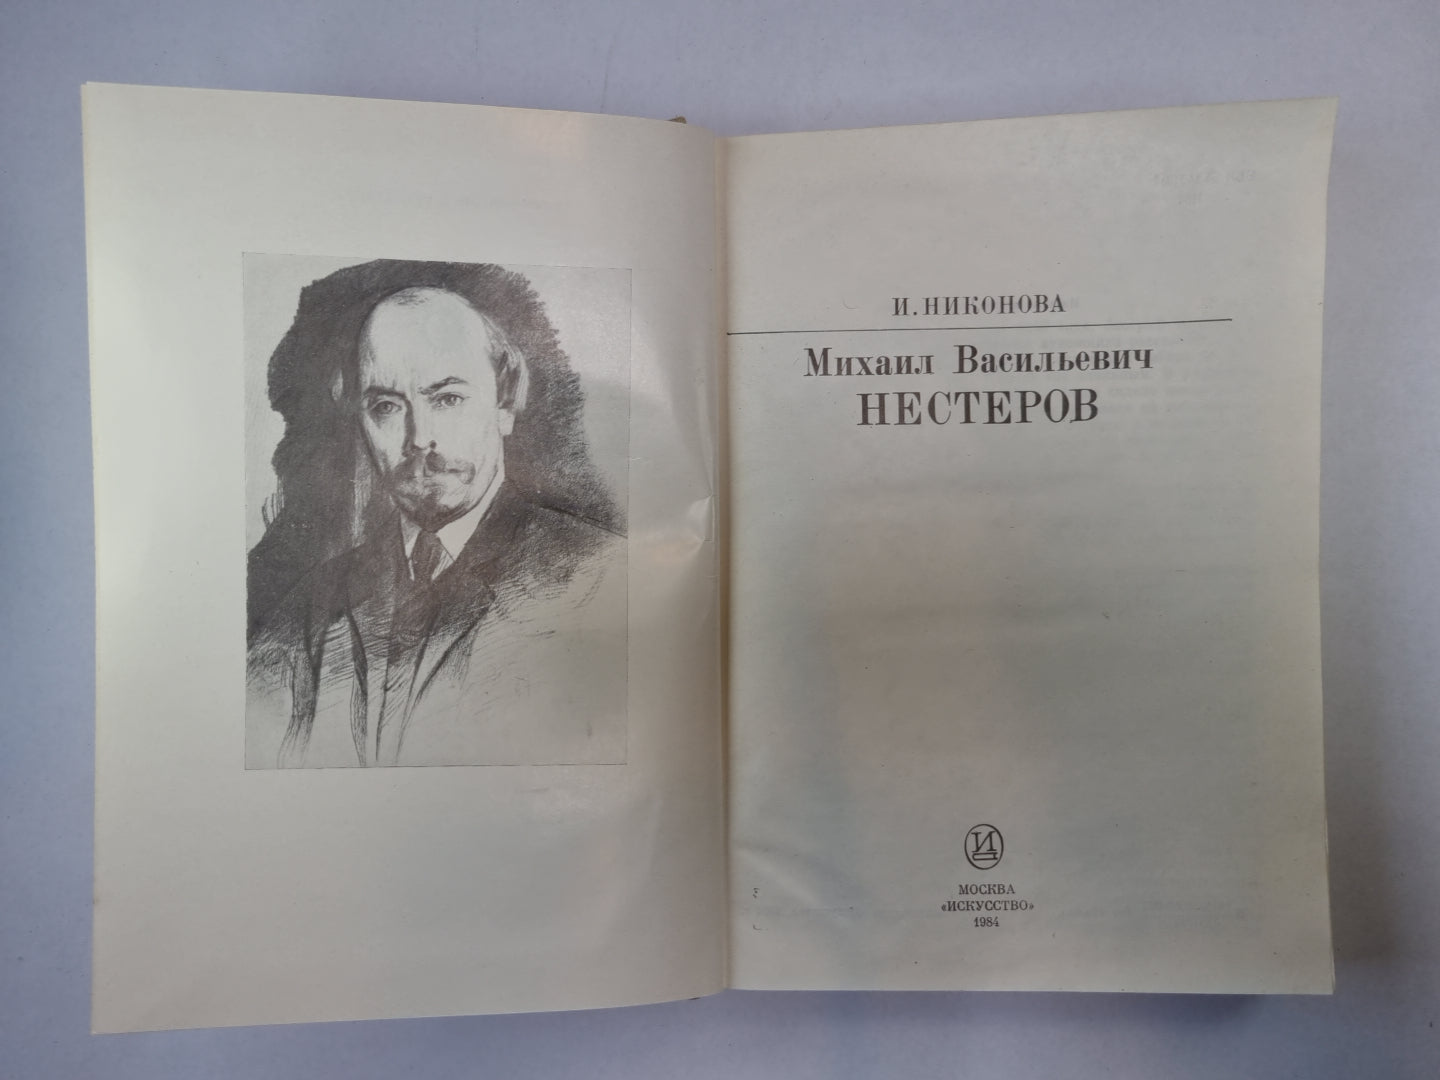 И. НИКОНОВА
Михаил Васильевич
НЕСТЕРОВ
И
МОСКВА
«ИСКУССТВО»
1984